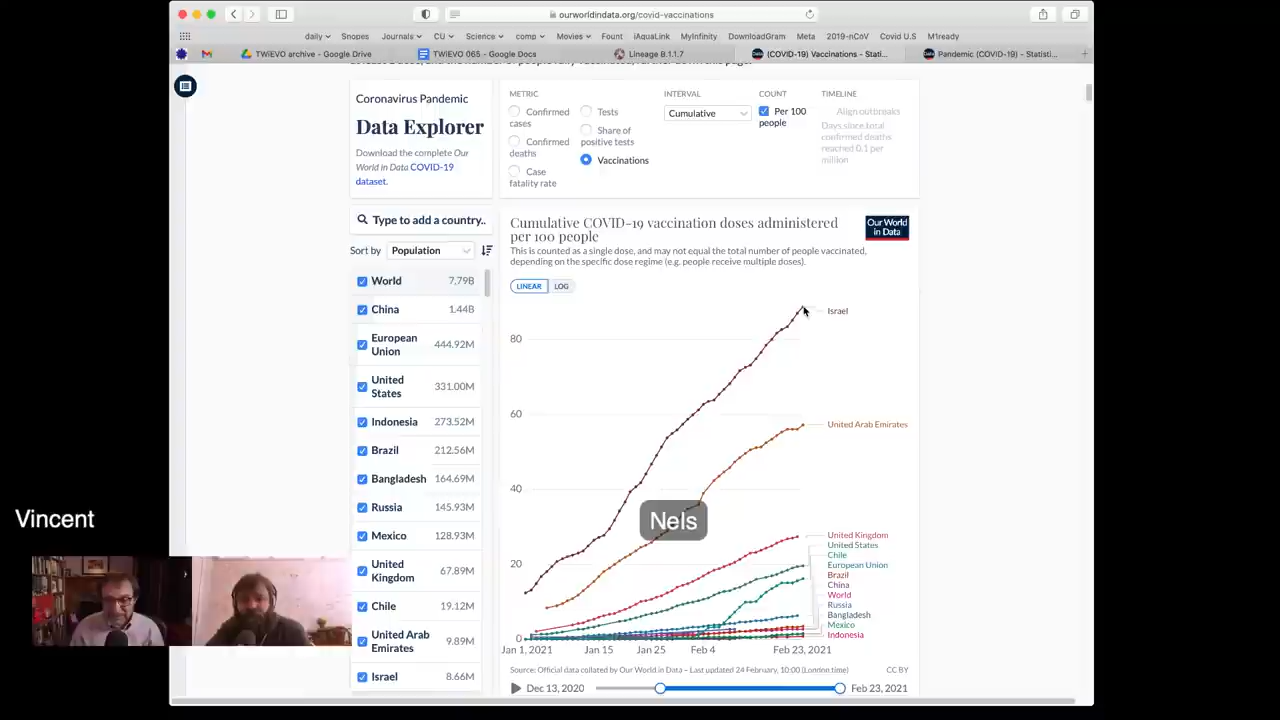 ourworldindata.org/covid-vaccinations
daily Snopes Journals CU Science comp Movies Fount iAquaLink MyInfinity DownloadGram Meta 2019-nCoV Covid U.S M1ready
TWiEVO archive - Google Drive TWiEVO 065 - Google Docs Lineage B.1.1.7 (COVID-19) Vaccinations - Stati... Pandemic (COVID-19) - Statisti...
Coronavirus Pandemic
Data Explorer
Download the complete Our
World in Data COVID-19
dataset.
METRIC
Confirmed
cases
Confirmed
deaths
Case
fatality rate
Tests
Share of
positive tests
Vaccinations
INTERVAL
Cumulative
COUNT
Per 100
people
TIMELINE
Align outbreaks
Days since total
confirmed deaths
reached 0.1 per
million
Type to add a country..
Sort by Population
World 7.79B
China 1.44B
European
Union 444.92M
United
States 331.00M
Indonesia 273.52M
Brazil 212.56M
Bangladesh 164.69M
Russia 145.93M
Mexico 128.93M
United
Kingdom 67.89M
Chile 19.12M
United Arab
Emirates 9.89M
Israel 8.66M
Cumulative COVID-19 vaccination doses administered
per 100 people
Our World
in Data
This is counted as a single dose, and may not equal the total number of people vaccinated,
depending on the specific dose regime (e.g. people receive multiple doses).
LINEAR LOG
80
60
40
20
0
Israel
United Arab Emirates
United Kingdom
United States
Chile
European Union
Brazil
China
World
Russia
Bangladesh
Mexico
Indonesia
Jan 1, 2021 Jan 15 Jan 25 Feb 4 Feb 23, 2021
Source: Official data collated by Our World in Data – Last updated 24 February, 10:00 (London time) CC BY
Dec 13, 2020 Feb 23, 2021
Vincent
Nels